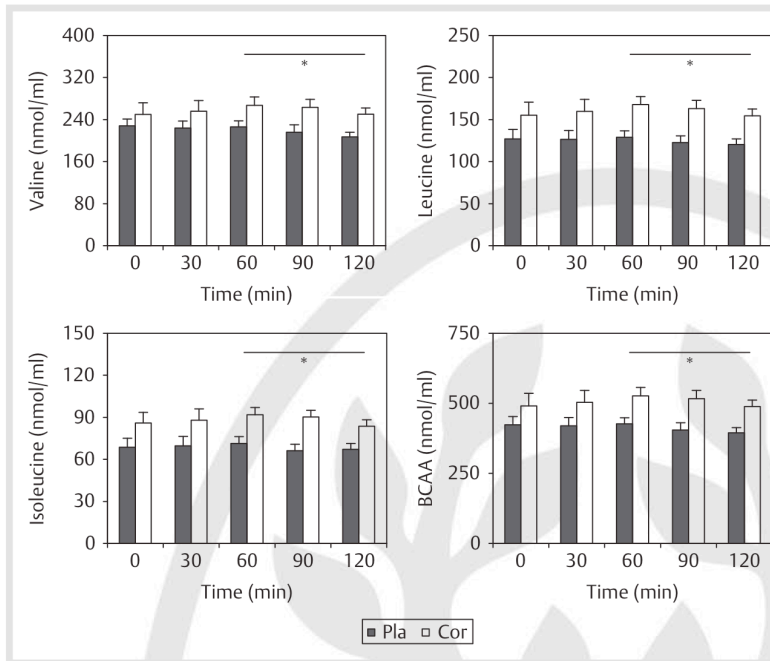 400
320
240
160
80
0
Valine (nmol/ml)
*
0 30 60 90 120
Time (min)
250
200
150
100
50
0
Leucine (nmol/ml)
*
0 30 60 90 120
Time (min)
150
120
90
60
30
0
Isoleucine (nmol/ml)
*
0 30 60 90 120
Time (min)
750
500
250
0
BCAA (nmol/ml)
*
0 30 60 90 120
Time (min)
Pla Cor